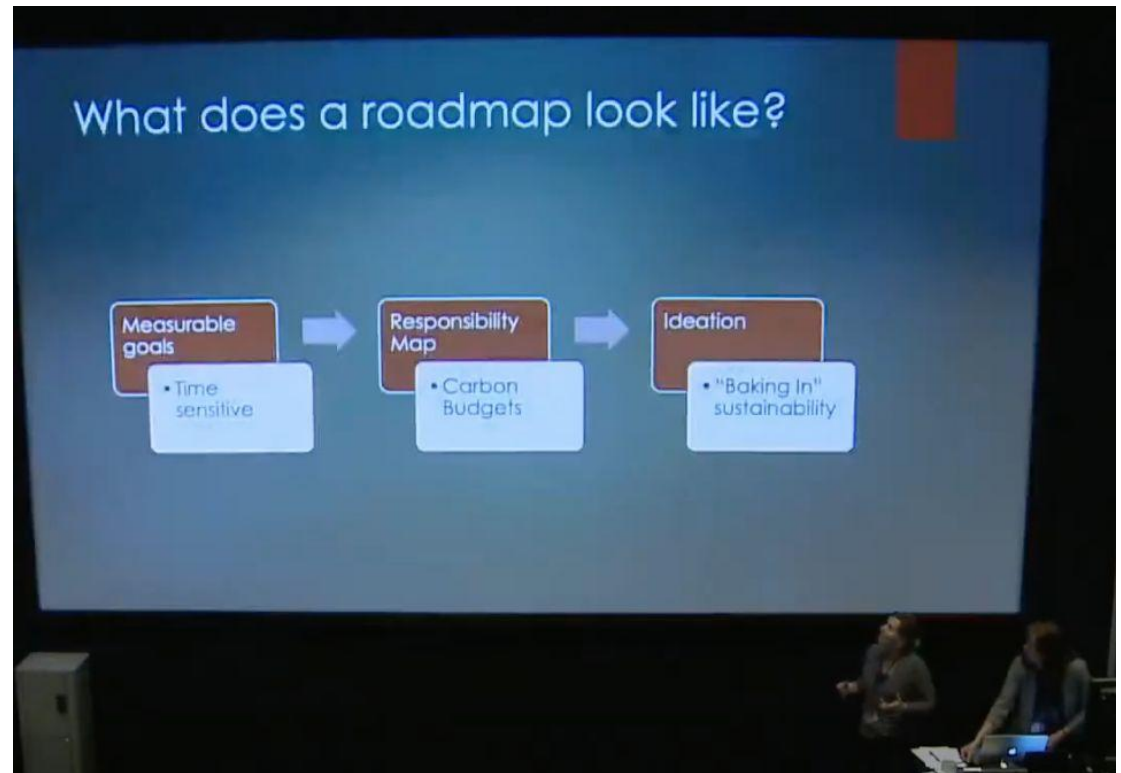 What does a roadmap look like?
Measurable
goals
• Time
sensitive
Responsibility
Map
• Carbon
Budgets
Ideation
• "Baking In"
sustainability